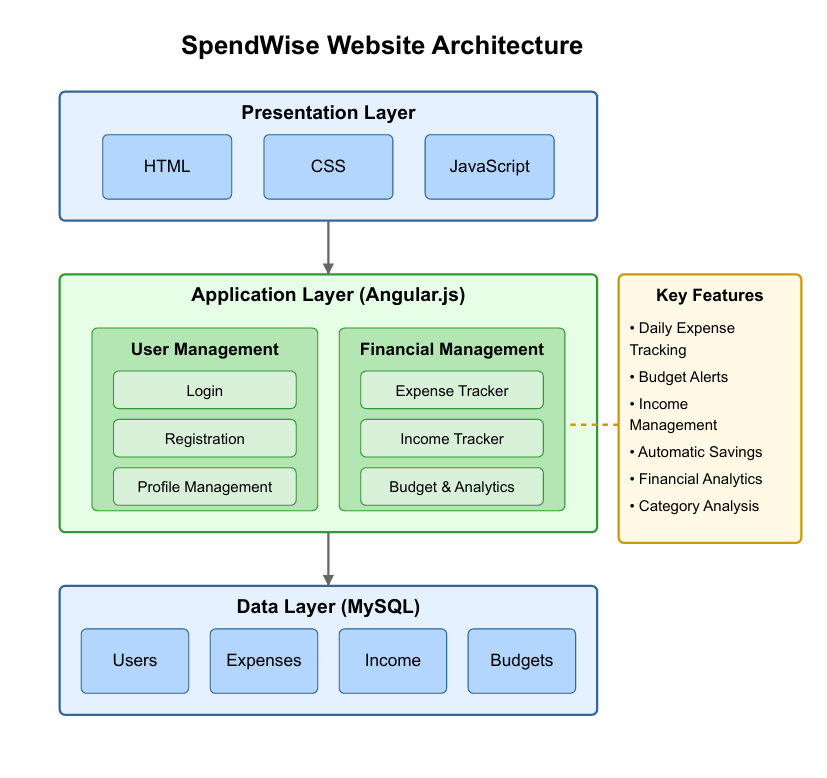 SpendWise Website Architecture
Presentation Layer
HTML
CSS
JavaScript
Application Layer (Angular.js)
User Management
Login
Registration
Profile Management
Financial Management
Expense Tracker
Income Tracker
Budget & Analytics
Key Features
• Daily Expense
Tracking
• Budget Alerts
• Income
Management
• Automatic Savings
• Financial Analytics
• Category Analysis
Data Layer (MySQL)
Users
Expenses
Income
Budgets